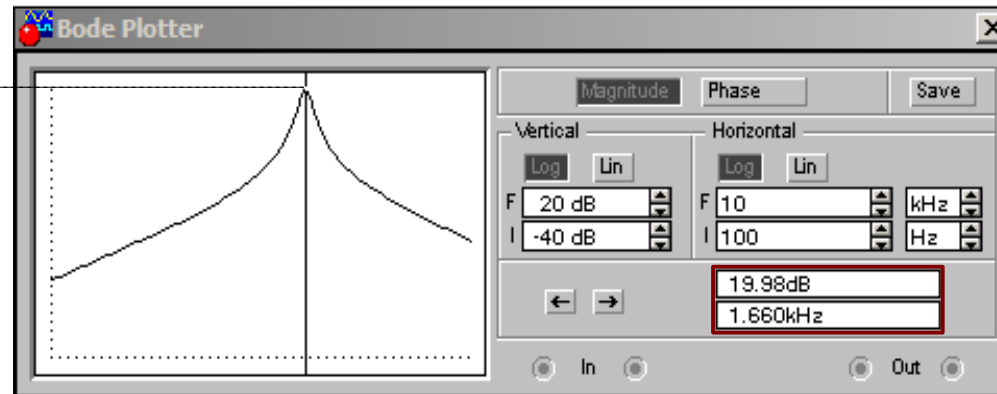 Bode Plotter
Magnitude Phase Save
Vertical Horizontal
Log Lin Log Lin
F 20 dB F 10 kHz
I -40 dB I 100 Hz
← →
19.98dB
1.660kHz
In Out